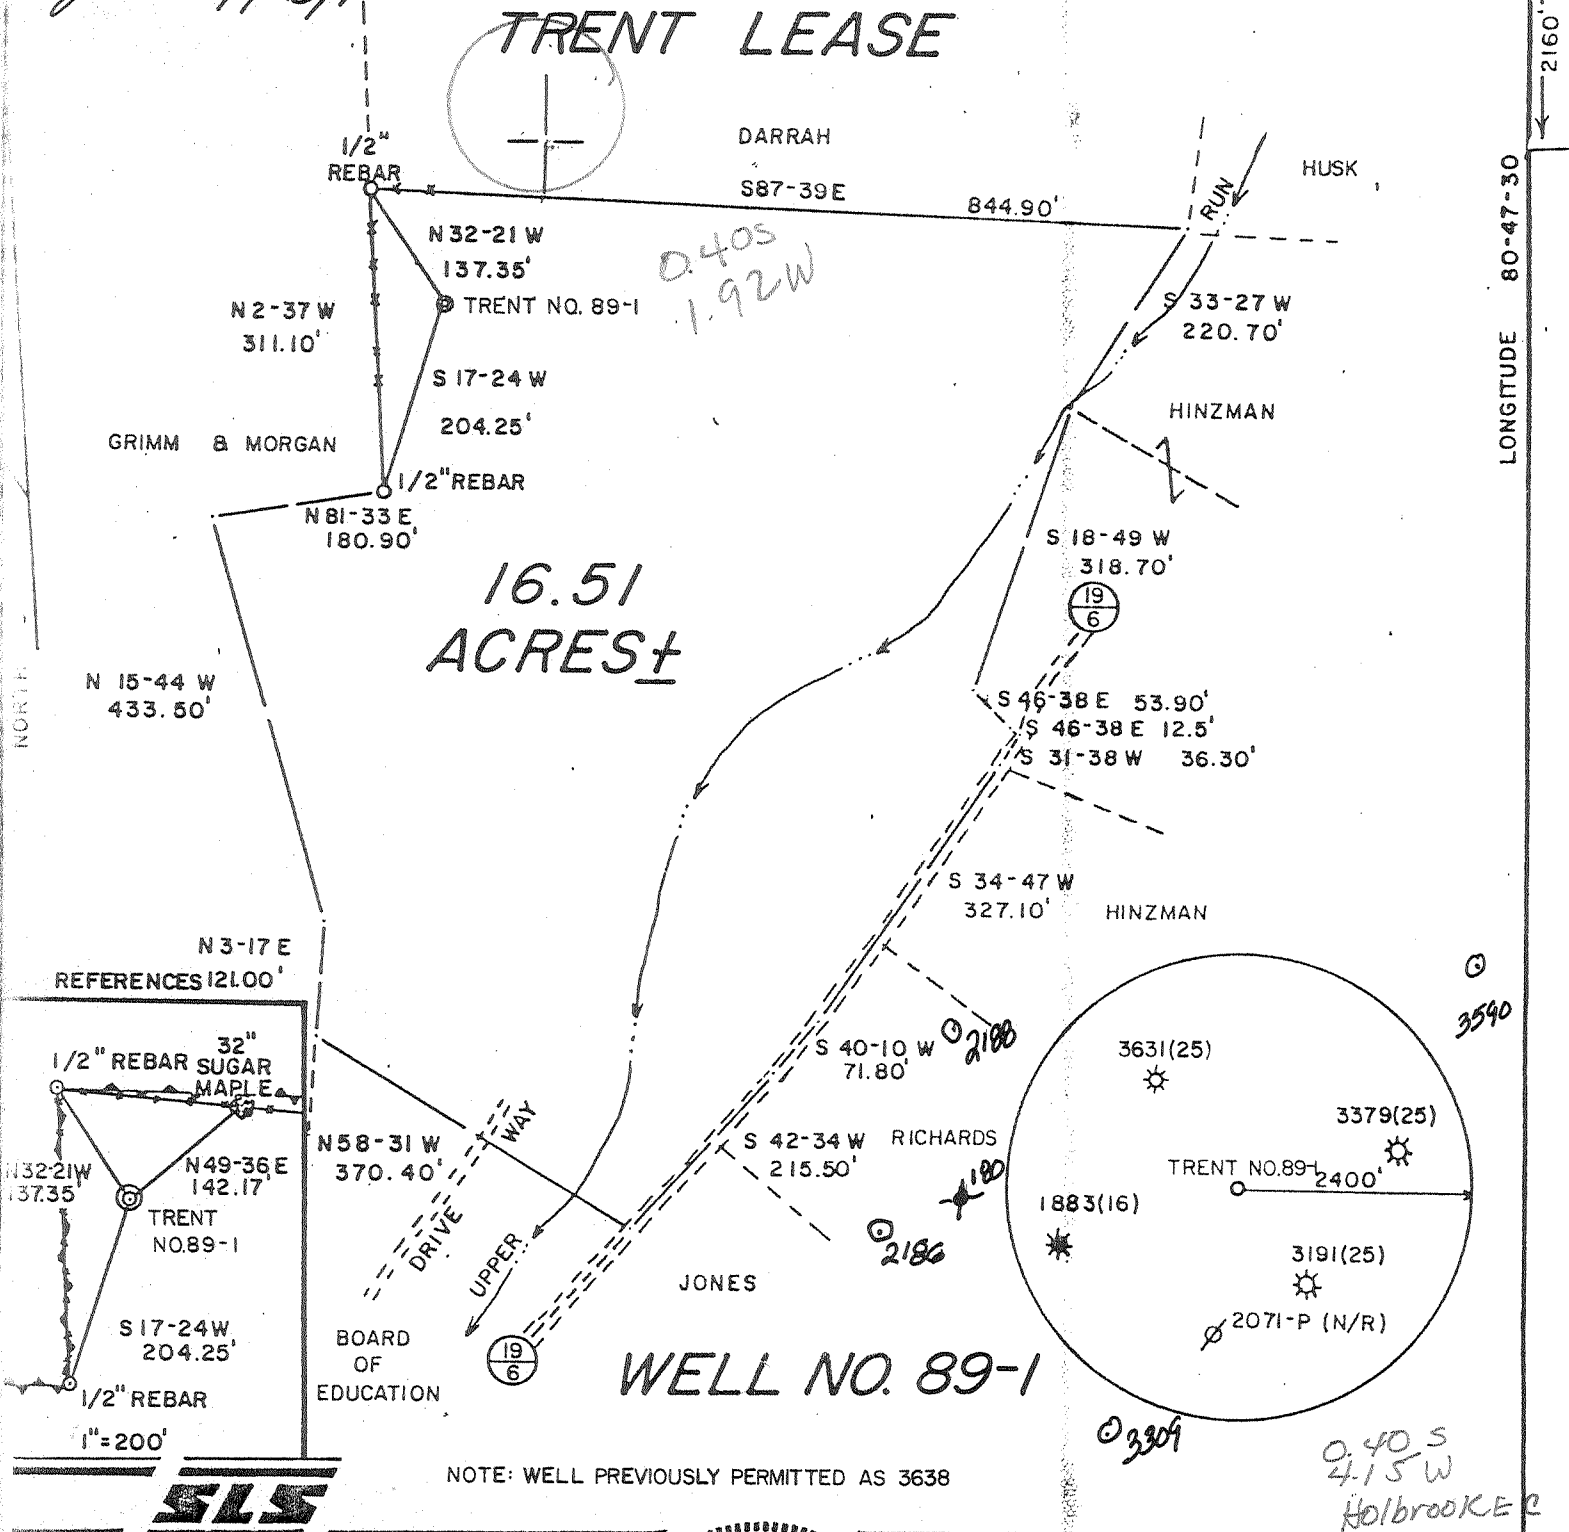 TRENT LEASE
2160'
DARRAH
HUSK
1/2"
REBAR
S87-39E
844.90'
RUN
LONGITUDE 80-47-30
N 32-21 W
137.35'
0.40S
1.92W
TRENT NO. 89-1
N 2-37 W
311.10'
S 33-27 W
220.70'
S 17-24 W
204.25'
HINZMAN
GRIMM & MORGAN
1/2" REBAR
N 81-33 E
180.90'
S 18-49 W
318.70'
16.51
ACRES ±
19
6
NORTH
N 15-44 W
433.50'
S 46-38 E 53.90'
S 46-38 E 12.5'
S 31-38 W 36.30'
S 34-47 W
327.10'
HINZMAN
N 3-17 E
121.00'
REFERENCES
1/2" REBAR
32"
SUGAR
MAPLE
N32-21W
137.35'
N49-36E
142.17'
TRENT
NO.89-1
S17-24W
204.25'
1/2" REBAR
1"=200'
S 40-10 W
71.80'
2188
3590
3631(25)
3379(25)
TRENT NO.89-1
2400'
1883(16)
3191(25)
2071-P (N/R)
N58-31 W
370.40'
DRIVE WAY
S 42-34 W
215.50'
RICHARDS
180
2186
UPPER
JONES
BOARD
OF
EDUCATION
19
6
WELL NO. 89-1
3309
0.40 S
4.15 W
Holbrook EC
SLS
NOTE: WELL PREVIOUSLY PERMITTED AS 3638